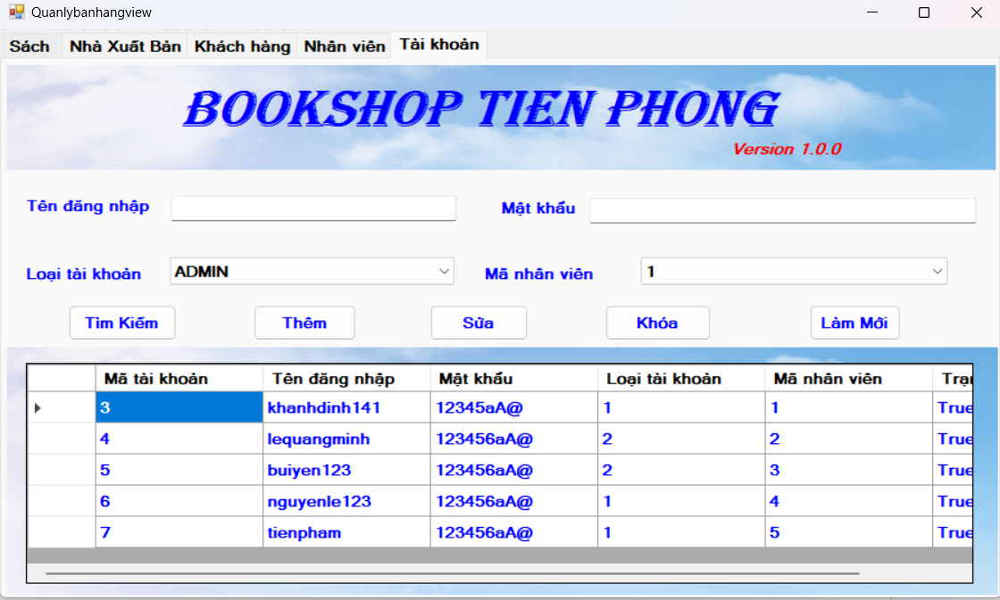 Quanlybanhangview
Sách Nhà Xuất Bản Khách hàng Nhân viên Tài khoản
BOOKSHOP TIEN PHONG
Version 1.0.0
Tên đăng nhập Mật khẩu
Loại tài khoản ADMIN Mã nhân viên 1
Tìm Kiếm Thêm Sửa Khóa Làm Mới
Mã tài khoản Tên đăng nhập Mật khẩu Loại tài khoản Mã nhân viên Trạ
3 khanhdinh141 12345aA@ 1 1 True
4 lequangminh 123456aA@ 2 2 True
5 buiyen123 123456aA@ 2 3 True
6 nguyenle123 123456aA@ 1 4 True
7 tienpham 123456aA@ 1 5 True